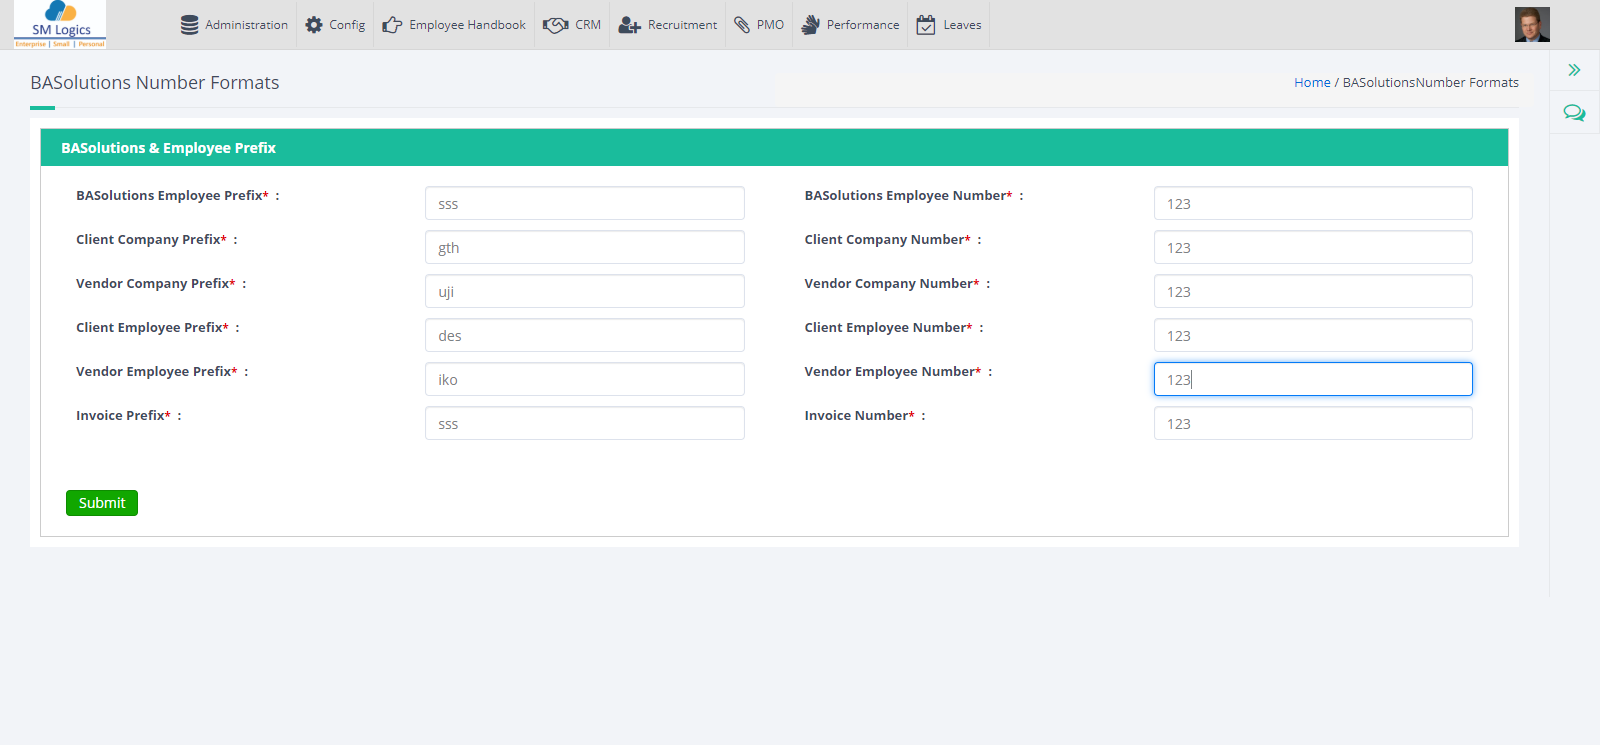 SM Logics
Enterprise | Small | Personal
Administration Config Employee Handbook CRM Recruitment PMO Performance Leaves
BASolutions Number Formats
Home / BASolutionsNumber Formats
BASolutions & Employee Prefix
BASolutions Employee Prefix* : sss BASolutions Employee Number* : 123
Client Company Prefix* : gth Client Company Number* : 123
Vendor Company Prefix* : uji Vendor Company Number* : 123
Client Employee Prefix* : des Client Employee Number* : 123
Vendor Employee Prefix* : iko Vendor Employee Number* : 123
Invoice Prefix* : sss Invoice Number* : 123
Submit